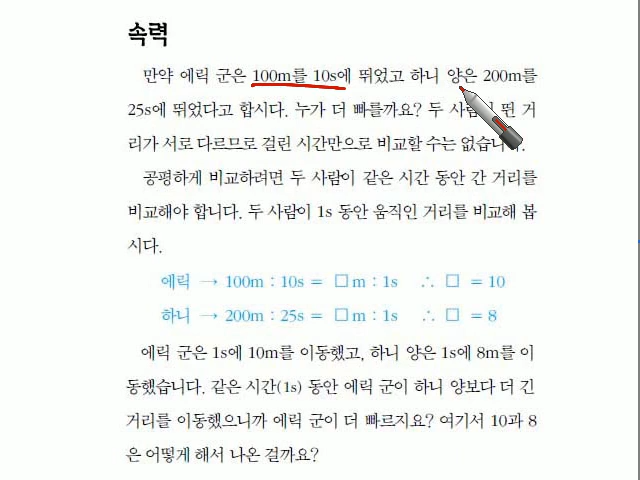 속력
만약 에릭 군은 100m를 10s에 뛰었고 하니 양은 200m를
25s에 뛰었다고 합시다. 누가 더 빠를까요? 두 뛴 거
리가 서로 다르므로 걸린 시간만으로 비교할 수는 없습니다.
공평하게 비교하려면 두 사람이 같은 시간 동안 간 거리를
비교해야 합니다. 두 사람이 1s 동안 움직인 거리를 비교해 봅
시다.
에릭 → 100m : 10s = □m : 1s ∴ □ = 10
하니 → 200m : 25s = □m : 1s ∴ □ = 8
에릭 군은 1s에 10m를 이동했고, 하니 양은 1s에 8m를 이
동했습니다. 같은 시간(1s) 동안 에릭 군이 하니 양보다 더 긴
거리를 이동했으니까 에릭 군이 더 빠르지요? 여기서 10과 8
은 어떻게 해서 나온 걸까요?